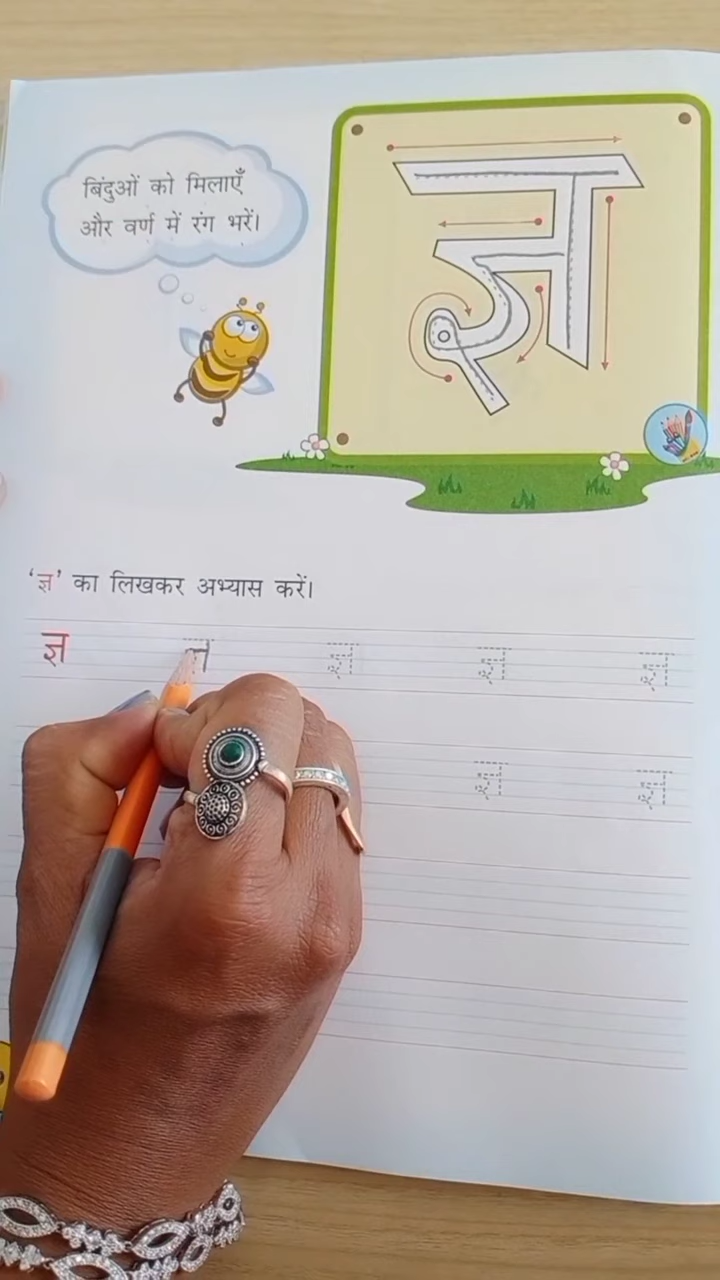 बिंदुओं को मिलाएँ
और वर्ण में रंग भरें।
ज्ञ
'ज्ञ' का लिखकर अभ्यास करें।
ज्ञ ज्ञ ज्ञ ज्ञ
ज्ञ ज्ञ